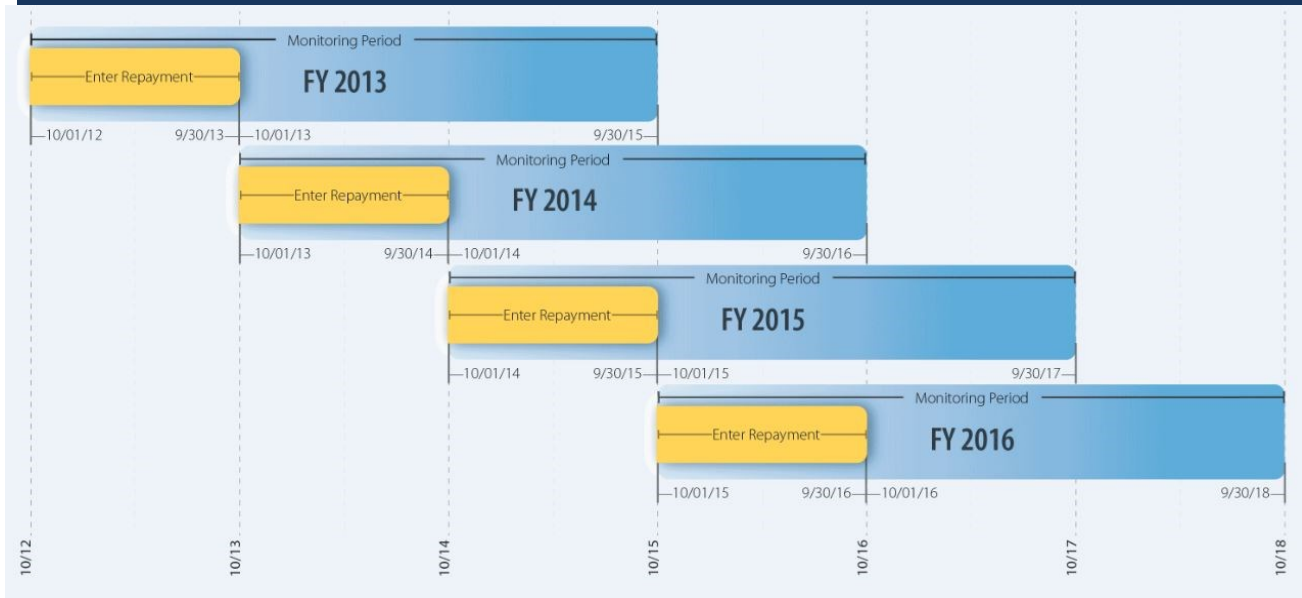 Monitoring Period
Enter Repayment
FY 2013
10/01/12
9/30/13
10/01/13
9/30/15
Monitoring Period
Enter Repayment
FY 2014
10/01/13
9/30/14
10/01/14
9/30/16
Monitoring Period
Enter Repayment
FY 2015
10/01/14
9/30/15
10/01/15
9/30/17
Monitoring Period
Enter Repayment
FY 2016
10/01/15
9/30/16
10/01/16
9/30/18
10/12
10/13
10/14
10/15
10/16
10/17
10/18